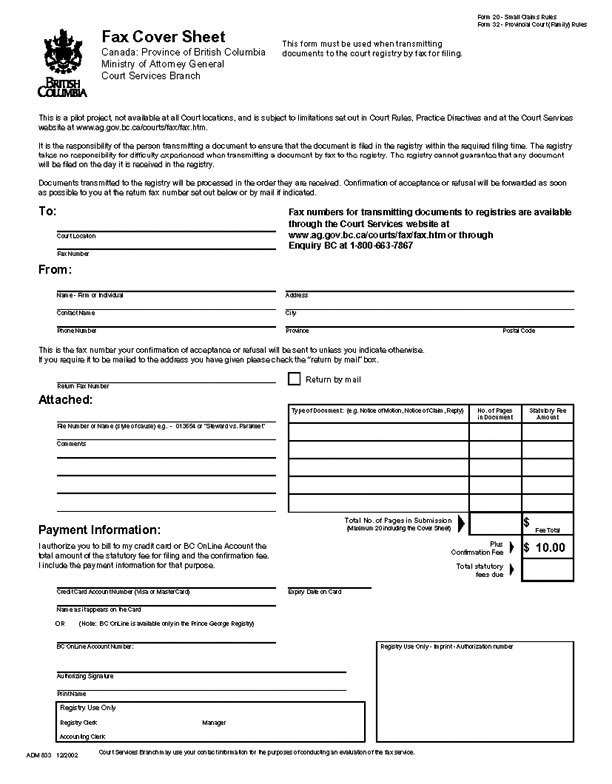 Form 20 - Small Claims Rules
Form 32 - Provincial Court (Family) Rules
Fax Cover Sheet
Canada: Province of British Columbia
Ministry of Attorney General
Court Services Branch
This form must be used when transmitting
documents to the court registry by fax for filing.
BRITISH
COLUMBIA
This is a pilot project, not available at all Court locations, and is subject to limitations set out in Court Rules, Practice Directives and at the Court Services
website at www.ag.gov.bc.ca/courts/fax/fax.htm.
It is the responsibility of the person transmitting a document to ensure that the document is filed in the registry within the required filing time. The registry
takes no responsibility for difficulty experienced when transmitting a document by fax to the registry. The registry cannot guarantee that any document
will be filed on the day it is received in the registry.
Documents transmitted to the registry will be processed in the order they are received. Confirmation of acceptance or refusal will be forwarded as soon
as possible to you at the return fax number set out below or by mail if indicated.
To:
Court Location
Fax Number
Fax numbers for transmitting documents to registries are available
through the Court Services website at
www.ag.gov.bc.ca/courts/fax/fax.htm or through
Enquiry BC at 1-800-663-7867
From:
Name - Firm or Individual
Address
Contact Name
City
Phone Number
Province
Postal Code
This is the fax number your confirmation of acceptance or refusal will be sent to unless you indicate otherwise.
If you require it to be mailed to the address you have given please check the "return by mail" box.
Return Fax Number
Return by mail
Attached:
File Number or Name (style of cause) e.g. - 013654 or "Steward vs. Parakeet"
Comments
Type of Document: (e.g. Notice of Motion, Notice of Claim, Reply)
No. of Pages
in Document
Statutory Fee
Amount
Total No. of Pages in Submission
(Maximum 20 including the Cover Sheet)
$
Fee Total
Plus
Confirmation Fee
$ 10.00
Total statutory
fees due
Payment Information:
I authorize you to bill to my credit card or BC OnLine Account the
total amount of the statutory fee for filing and the confirmation fee.
I include the payment information for that purpose.
Credit Card Account Number (Visa or MasterCard)
Expiry Date on Card
Name as it appears on the Card
OR (Note: BC OnLine is available only in the Prince George Registry)
BC OnLine Account Number:
Authorizing Signature
Print Name
Registry Use Only
Registry Clerk
Manager
Accounting Clerk
Registry Use Only - Imprint - Authorization number
ADM 833 12/2002
Court Services Branch may use your contact information for the purposes of conducting an evaluation of the fax service.